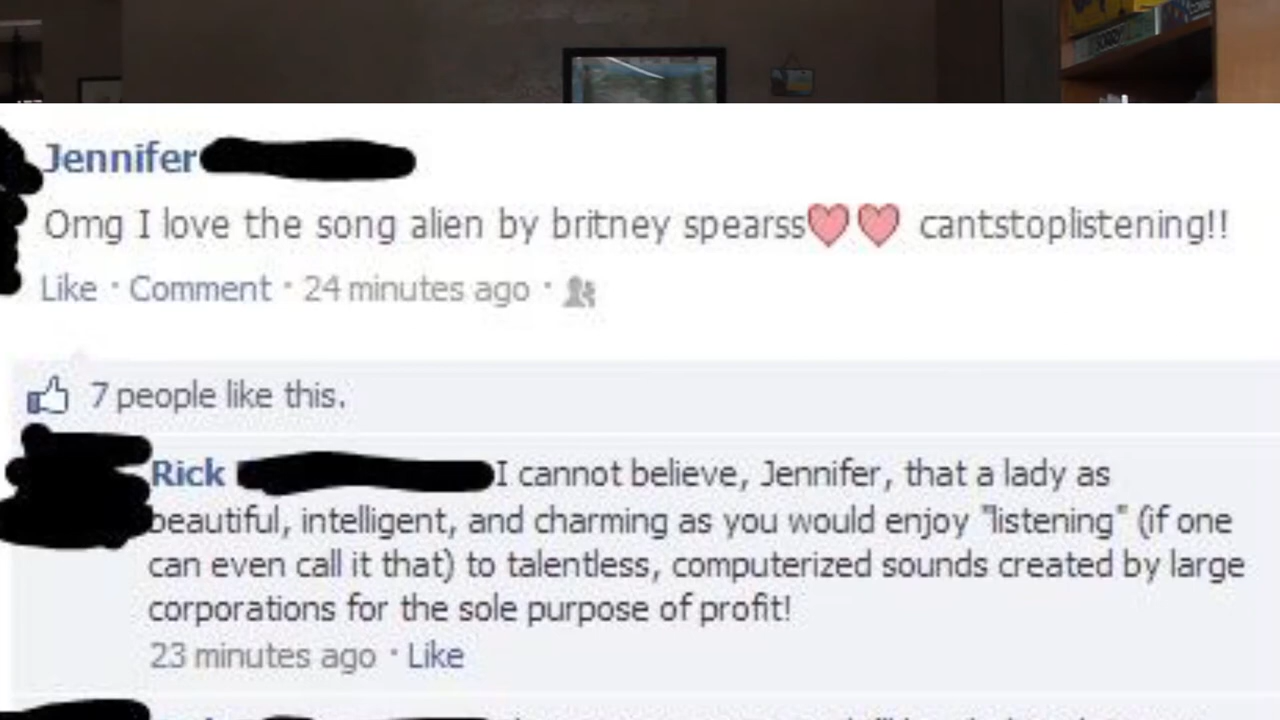 Jennifer
Omg I love the song alien by britney spearss♥♥ cantstoplistening!!
Like · Comment · 24 minutes ago ·
7 people like this.
Rick I cannot believe, Jennifer, that a lady as
beautiful, intelligent, and charming as you would enjoy "listening" (if one
can even call it that) to talentless, computerized sounds created by large
corporations for the sole purpose of profit!
23 minutes ago · Like